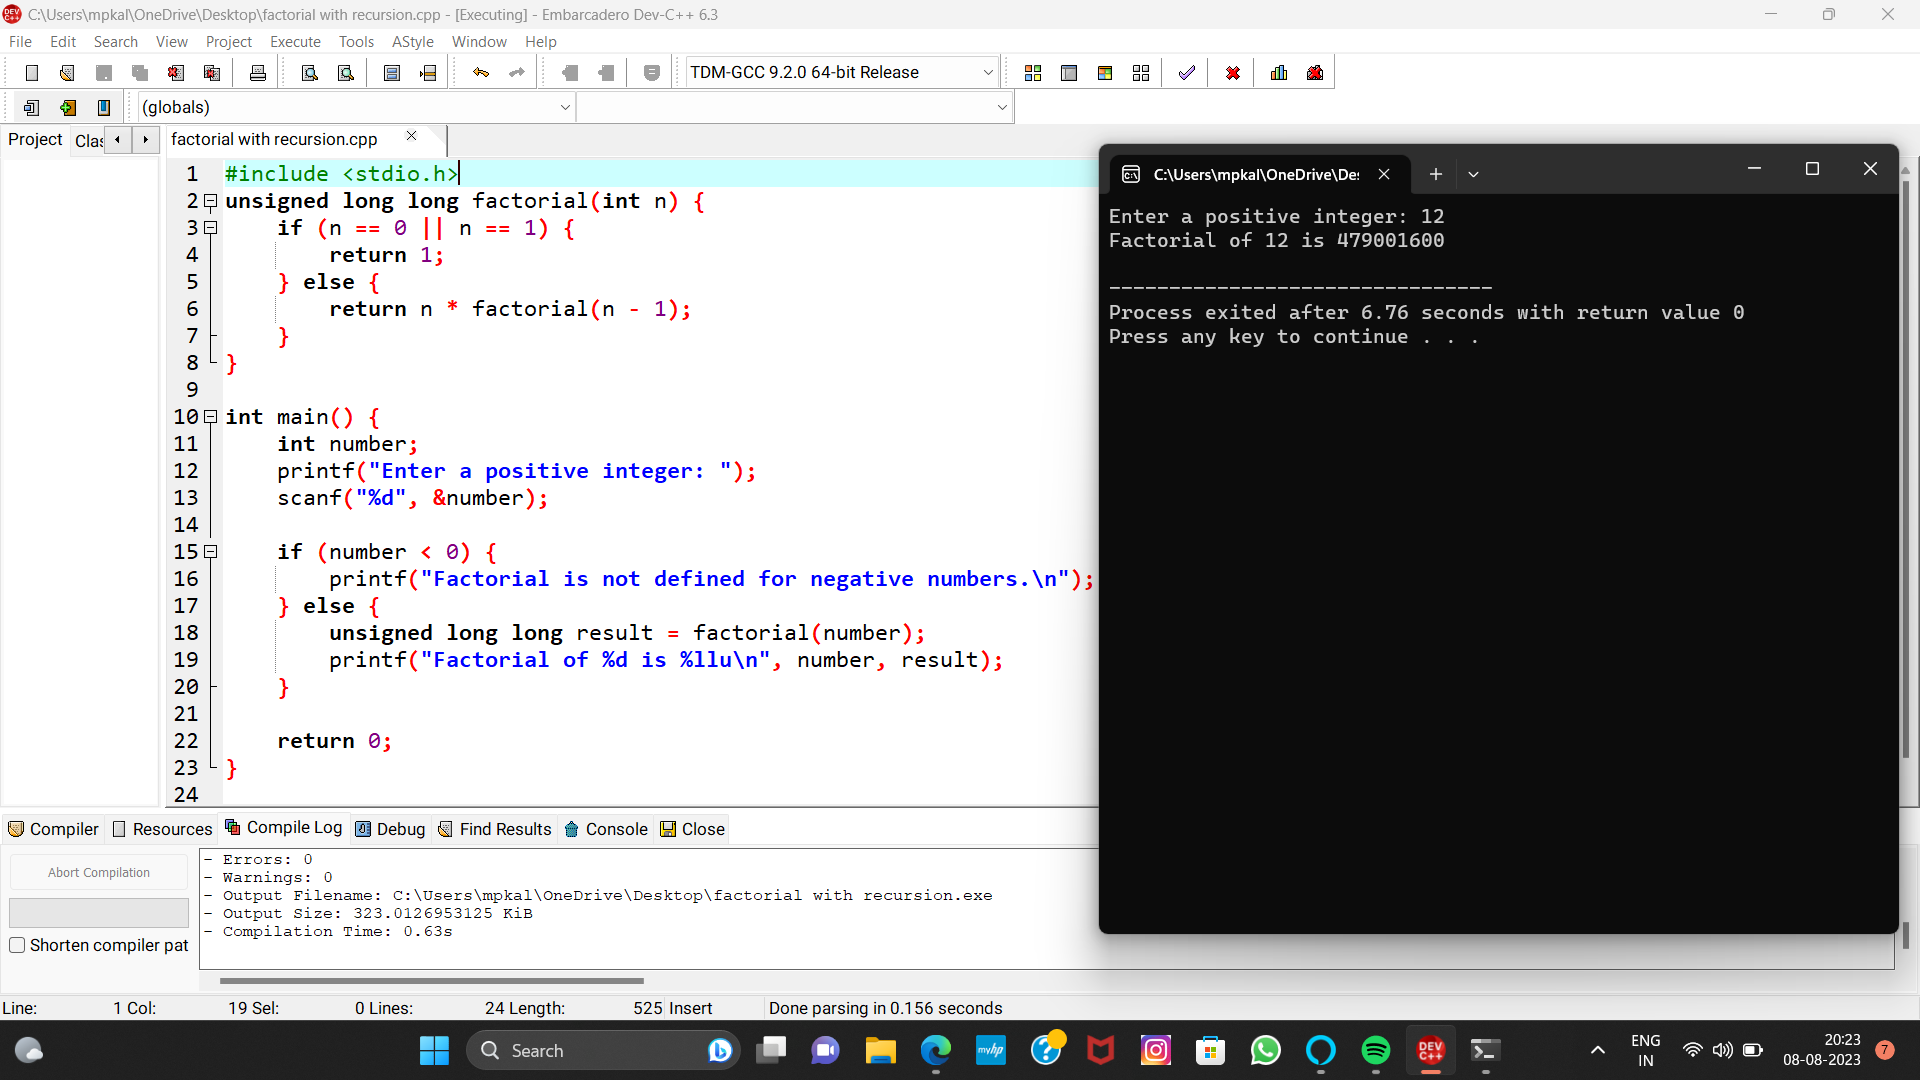 C:\Users\mpkal\OneDrive\Desktop\factorial with recursion.cpp - [Executing] - Embarcadero Dev-C++ 6.3
File Edit Search View Project Execute Tools AStyle Window Help
TDM-GCC 9.2.0 64-bit Release
(globals)
Project Clas factorial with recursion.cpp
1 #include <stdio.h>
2 unsigned long long factorial(int n) {
3     if (n == 0 || n == 1) {
4         return 1;
5     } else {
6         return n * factorial(n - 1);
7     }
8 }
9
10 int main() {
11     int number;
12     printf("Enter a positive integer: ");
13     scanf("%d", &number);
14
15     if (number < 0) {
16         printf("Factorial is not defined for negative numbers.\n");
17     } else {
18         unsigned long long result = factorial(number);
19         printf("Factorial of %d is %llu\n", number, result);
20     }
21
22     return 0;
23 }
24
C:\Users\mpkal\OneDrive\De
Enter a positive integer: 12
Factorial of 12 is 479001600
--------------------------------
Process exited after 6.76 seconds with return value 0
Press any key to continue . . .
Compiler Resources Compile Log Debug Find Results Console Close
Abort Compilation
Shorten compiler pat
- Errors: 0
- Warnings: 0
- Output Filename: C:\Users\mpkal\OneDrive\Desktop\factorial with recursion.exe
- Output Size: 323.0126953125 KiB
- Compilation Time: 0.63s
Line: 1 Col: 19 Sel: 0 Lines: 24 Length: 525 Insert Done parsing in 0.156 seconds
Search
myhp
DEV C++
ENG
IN
20:23
08-08-2023
7